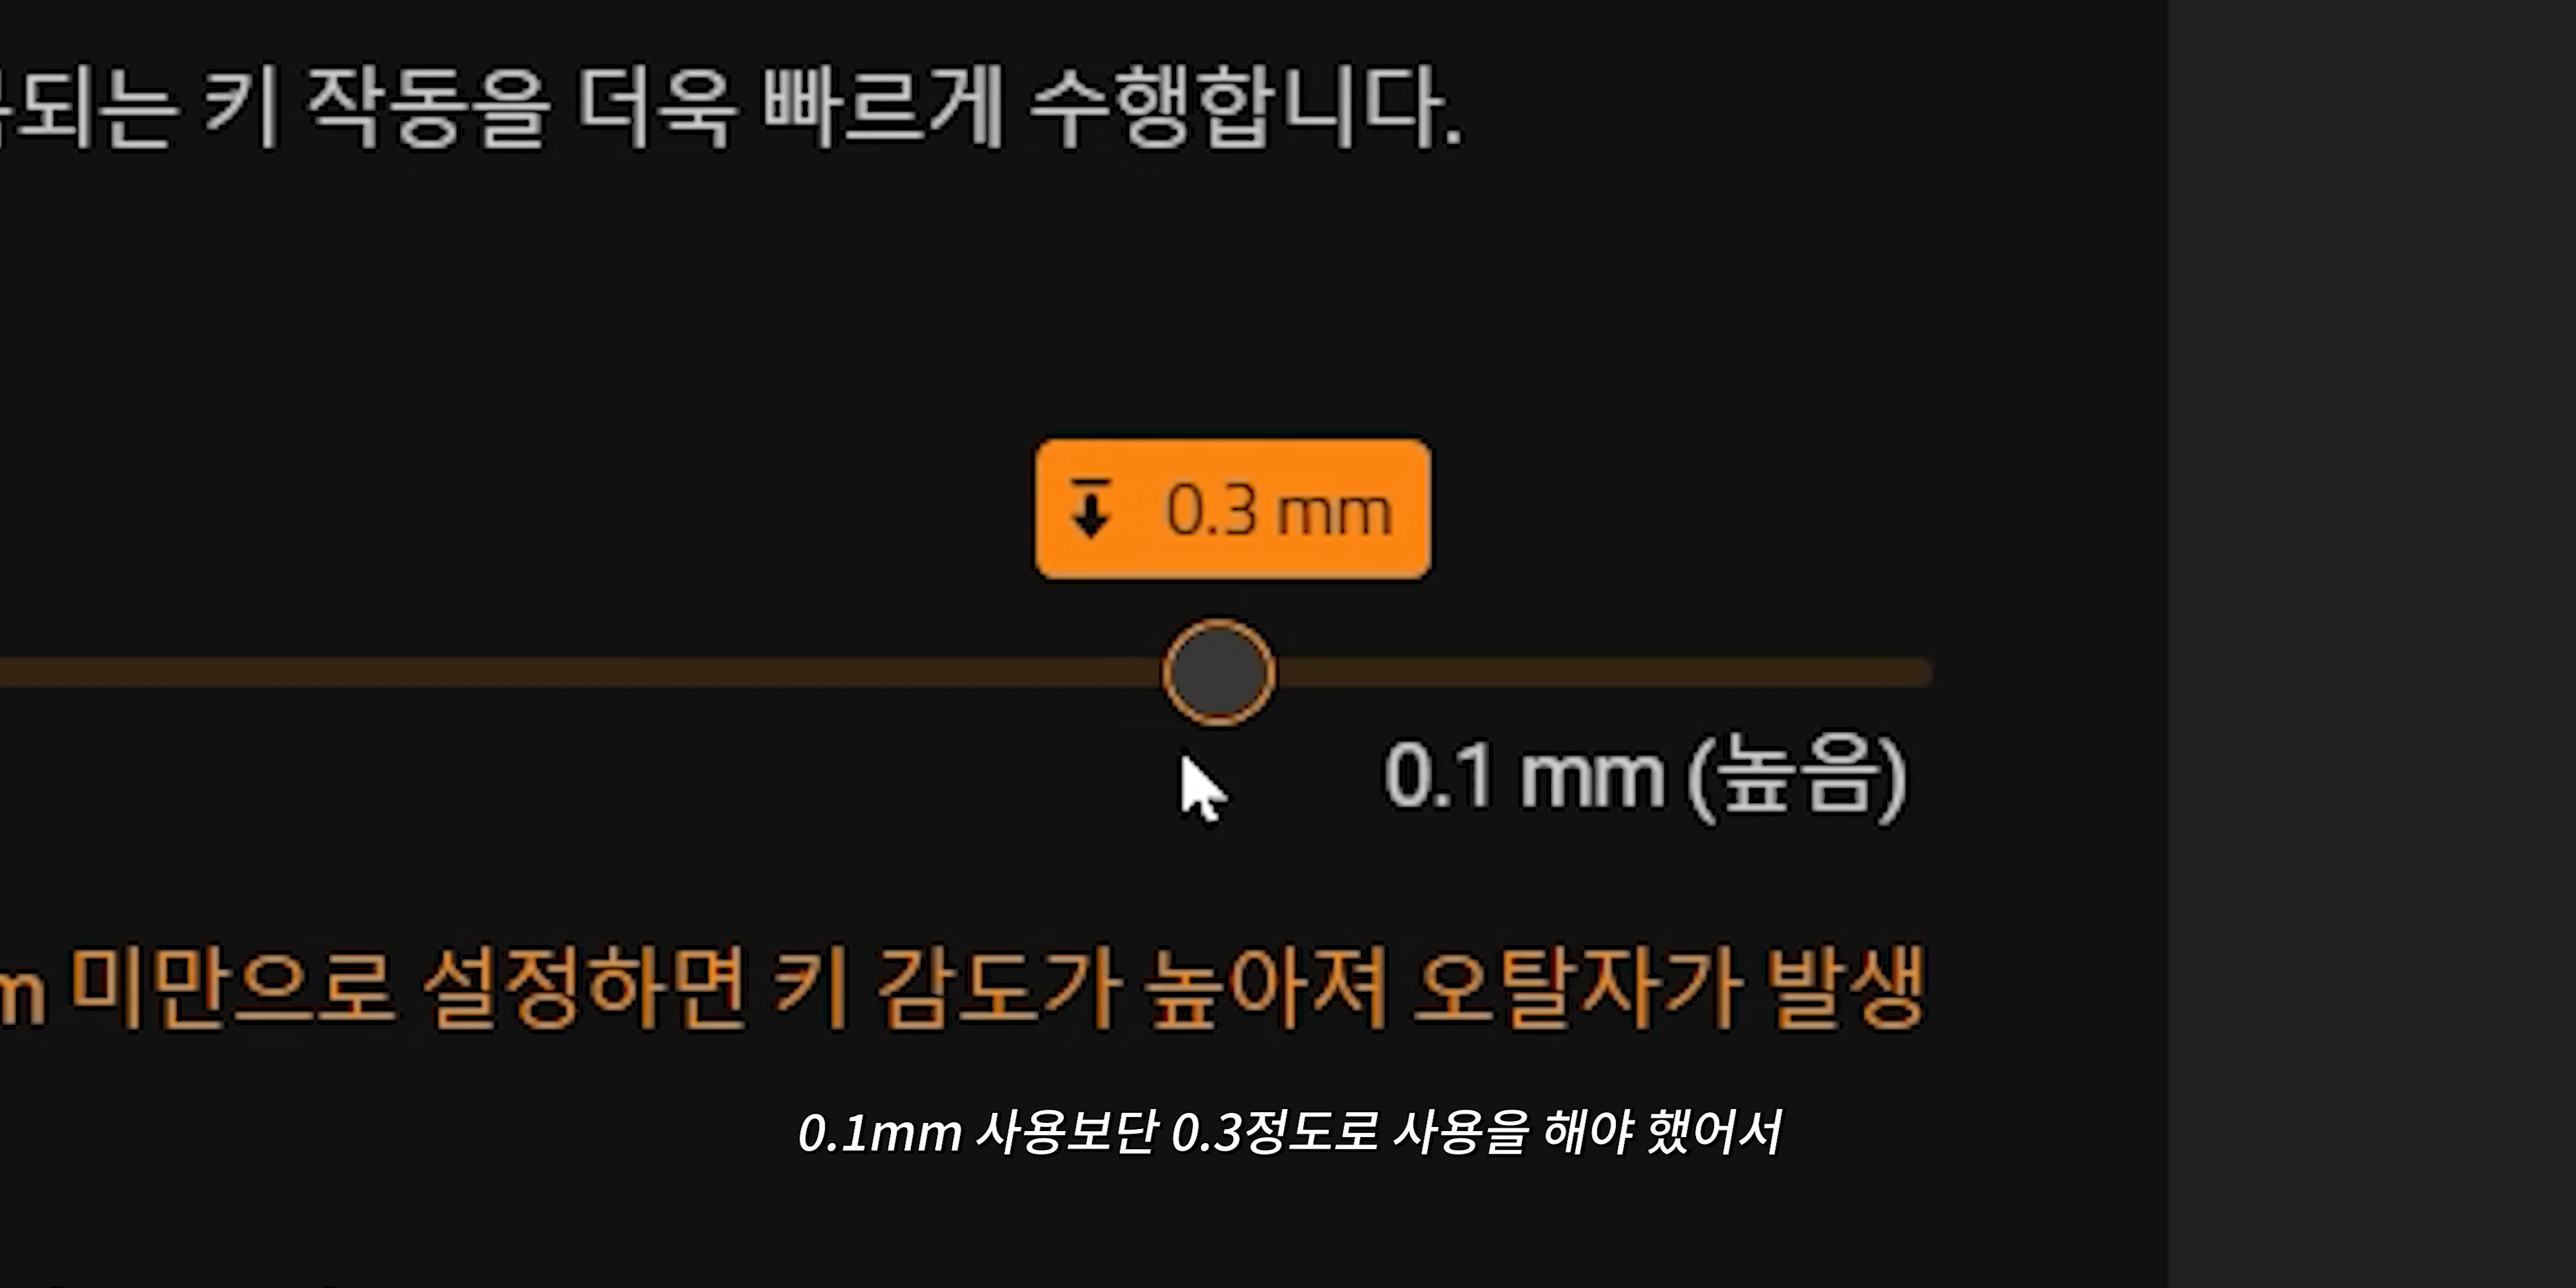 되는 키 작동을 더욱 빠르게 수행합니다.
0.3 mm
0.1 mm (높음)
m 미만으로 설정하면 키 감도가 높아져 오탈자가 발생
0.1mm 사용보단 0.3정도로 사용을 해야 했어서